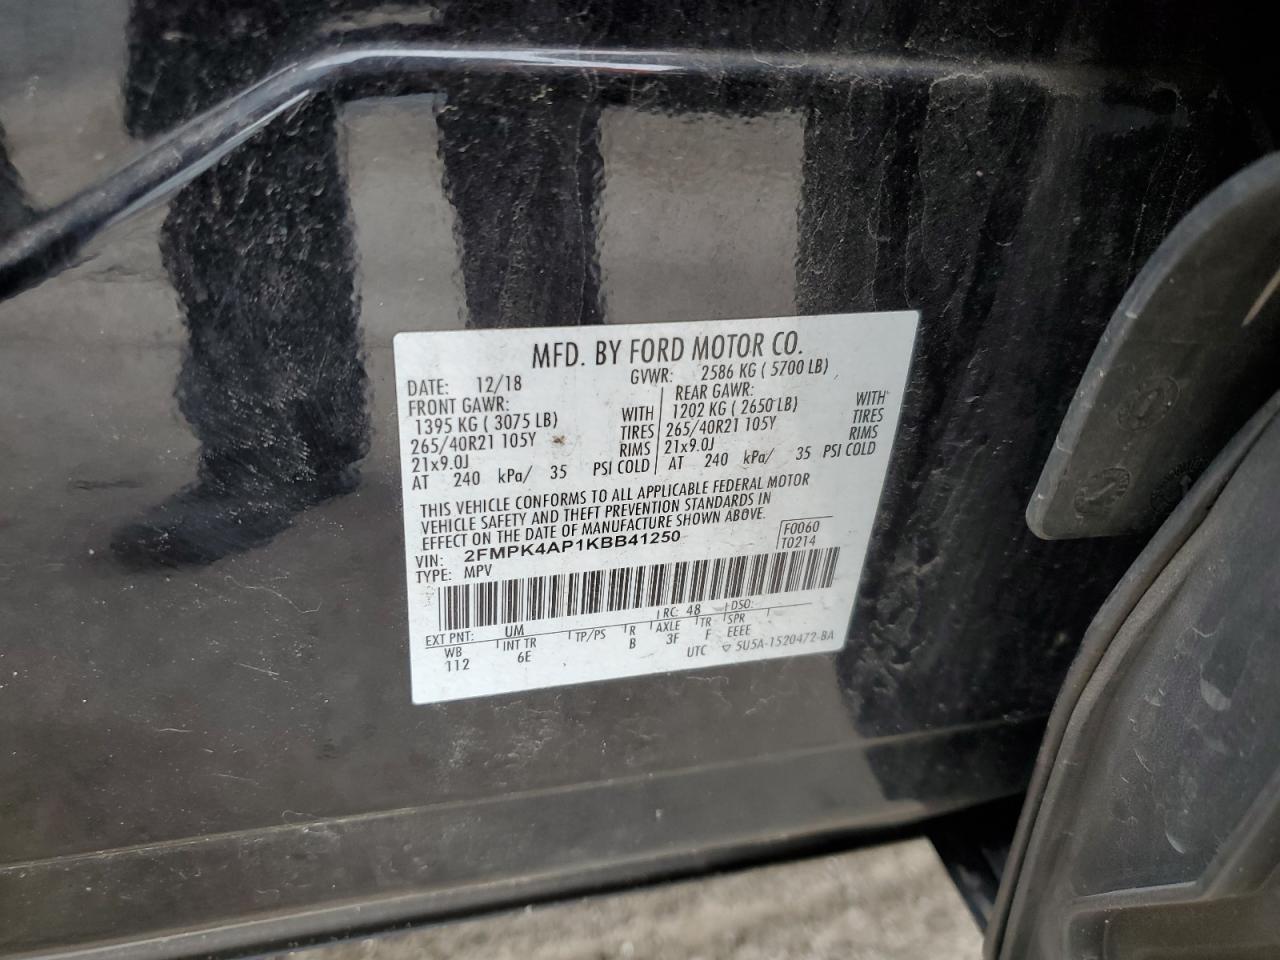 MFD. BY FORD MOTOR CO.
DATE: 12/18 GVWR: 2586 KG ( 5700 LB)
FRONT GAWR: REAR GAWR:
1395 KG ( 3075 LB) WITH 1202 KG ( 2650 LB) WITH
265/40R21 105Y TIRES 265/40R21 105Y TIRES
21x9.0J RIMS 21x9.0J RIMS
AT 240 kPa/ 35 PSI COLD AT 240 kPa/ 35 PSI COLD
THIS VEHICLE CONFORMS TO ALL APPLICABLE FEDERAL MOTOR
VEHICLE SAFETY AND THEFT PREVENTION STANDARDS IN
EFFECT ON THE DATE OF MANUFACTURE SHOWN ABOVE.
VIN: 2FMPK4AP1KBB41250 F0060
TYPE: MPV T0214
EXT PNT: UM RC: 48 DSO:
WB INT TR TP/PS R AXLE TR SPR
112 6E B 3F F EEEE
UTC ▽ 5U5A-1520472-BA